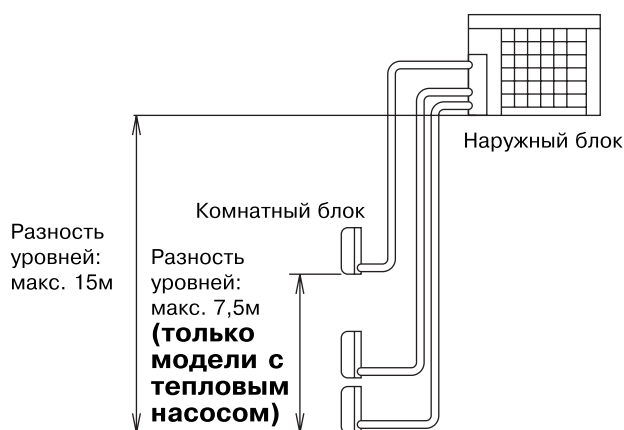 Наружный блок
Комнатный блок
Разность
уровней:
макс. 15м
Разность
уровней:
макс. 7,5м
(только
модели с
тепловым
насосом)